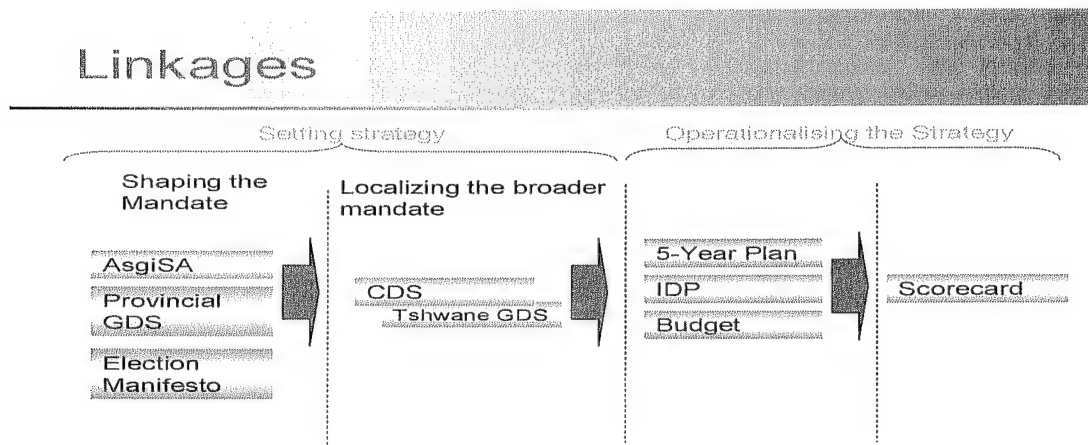 Linkages
Setting strategy
Operationalising the Strategy
Shaping the
Mandate
Localizing the broader
mandate
AsgiSA
Provincial
GDS
Election
Manifesto
CDS
Tshwane GDS
5-Year Plan
IDP
Budget
Scorecard